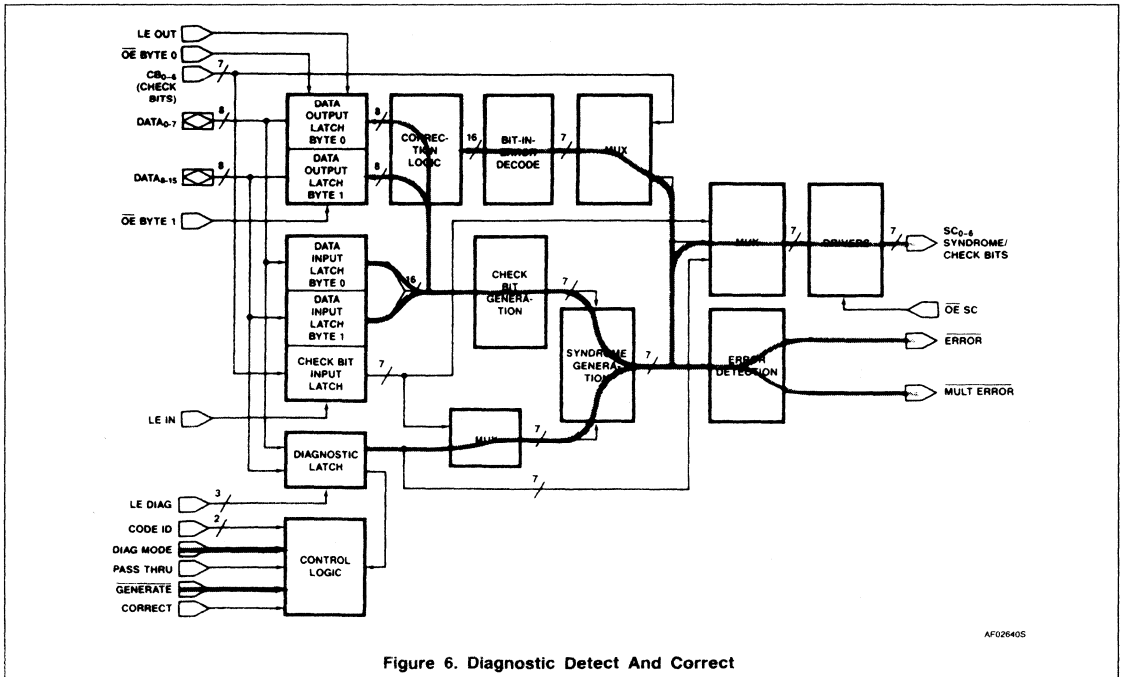 LE OUT
OE BYTE 0
7
CB0–6
(CHECK
BITS)
DATA0-7
8
DATA8-15
8
OE BYTE 1
DATA
OUTPUT
LATCH
BYTE 0
8
DATA
OUTPUT
LATCH
BYTE 1
8
CORREC-
TION
LOGIC
16
BIT-IN-
ERROR
DECODE
7
MUX
MUX
7
DRIVERS
7
SC0–6
SYNDROME/
CHECK BITS
OE SC
DATA
INPUT
LATCH
BYTE 0
16
DATA
INPUT
LATCH
BYTE 1
CHECK BIT
INPUT
LATCH
7
CHECK
BIT
GENERA-
TION
7
SYNDROME
GENERA-
TION
7
ERROR
DETECTION
ERROR
MULT ERROR
LE IN
MUX
7
7
DIAGNOSTIC
LATCH
LE DIAG
3
CODE ID
2
DIAG MODE
PASS THRU
GENERATE
CORRECT
CONTROL
LOGIC
AF02640S
Figure 6. Diagnostic Detect And Correct